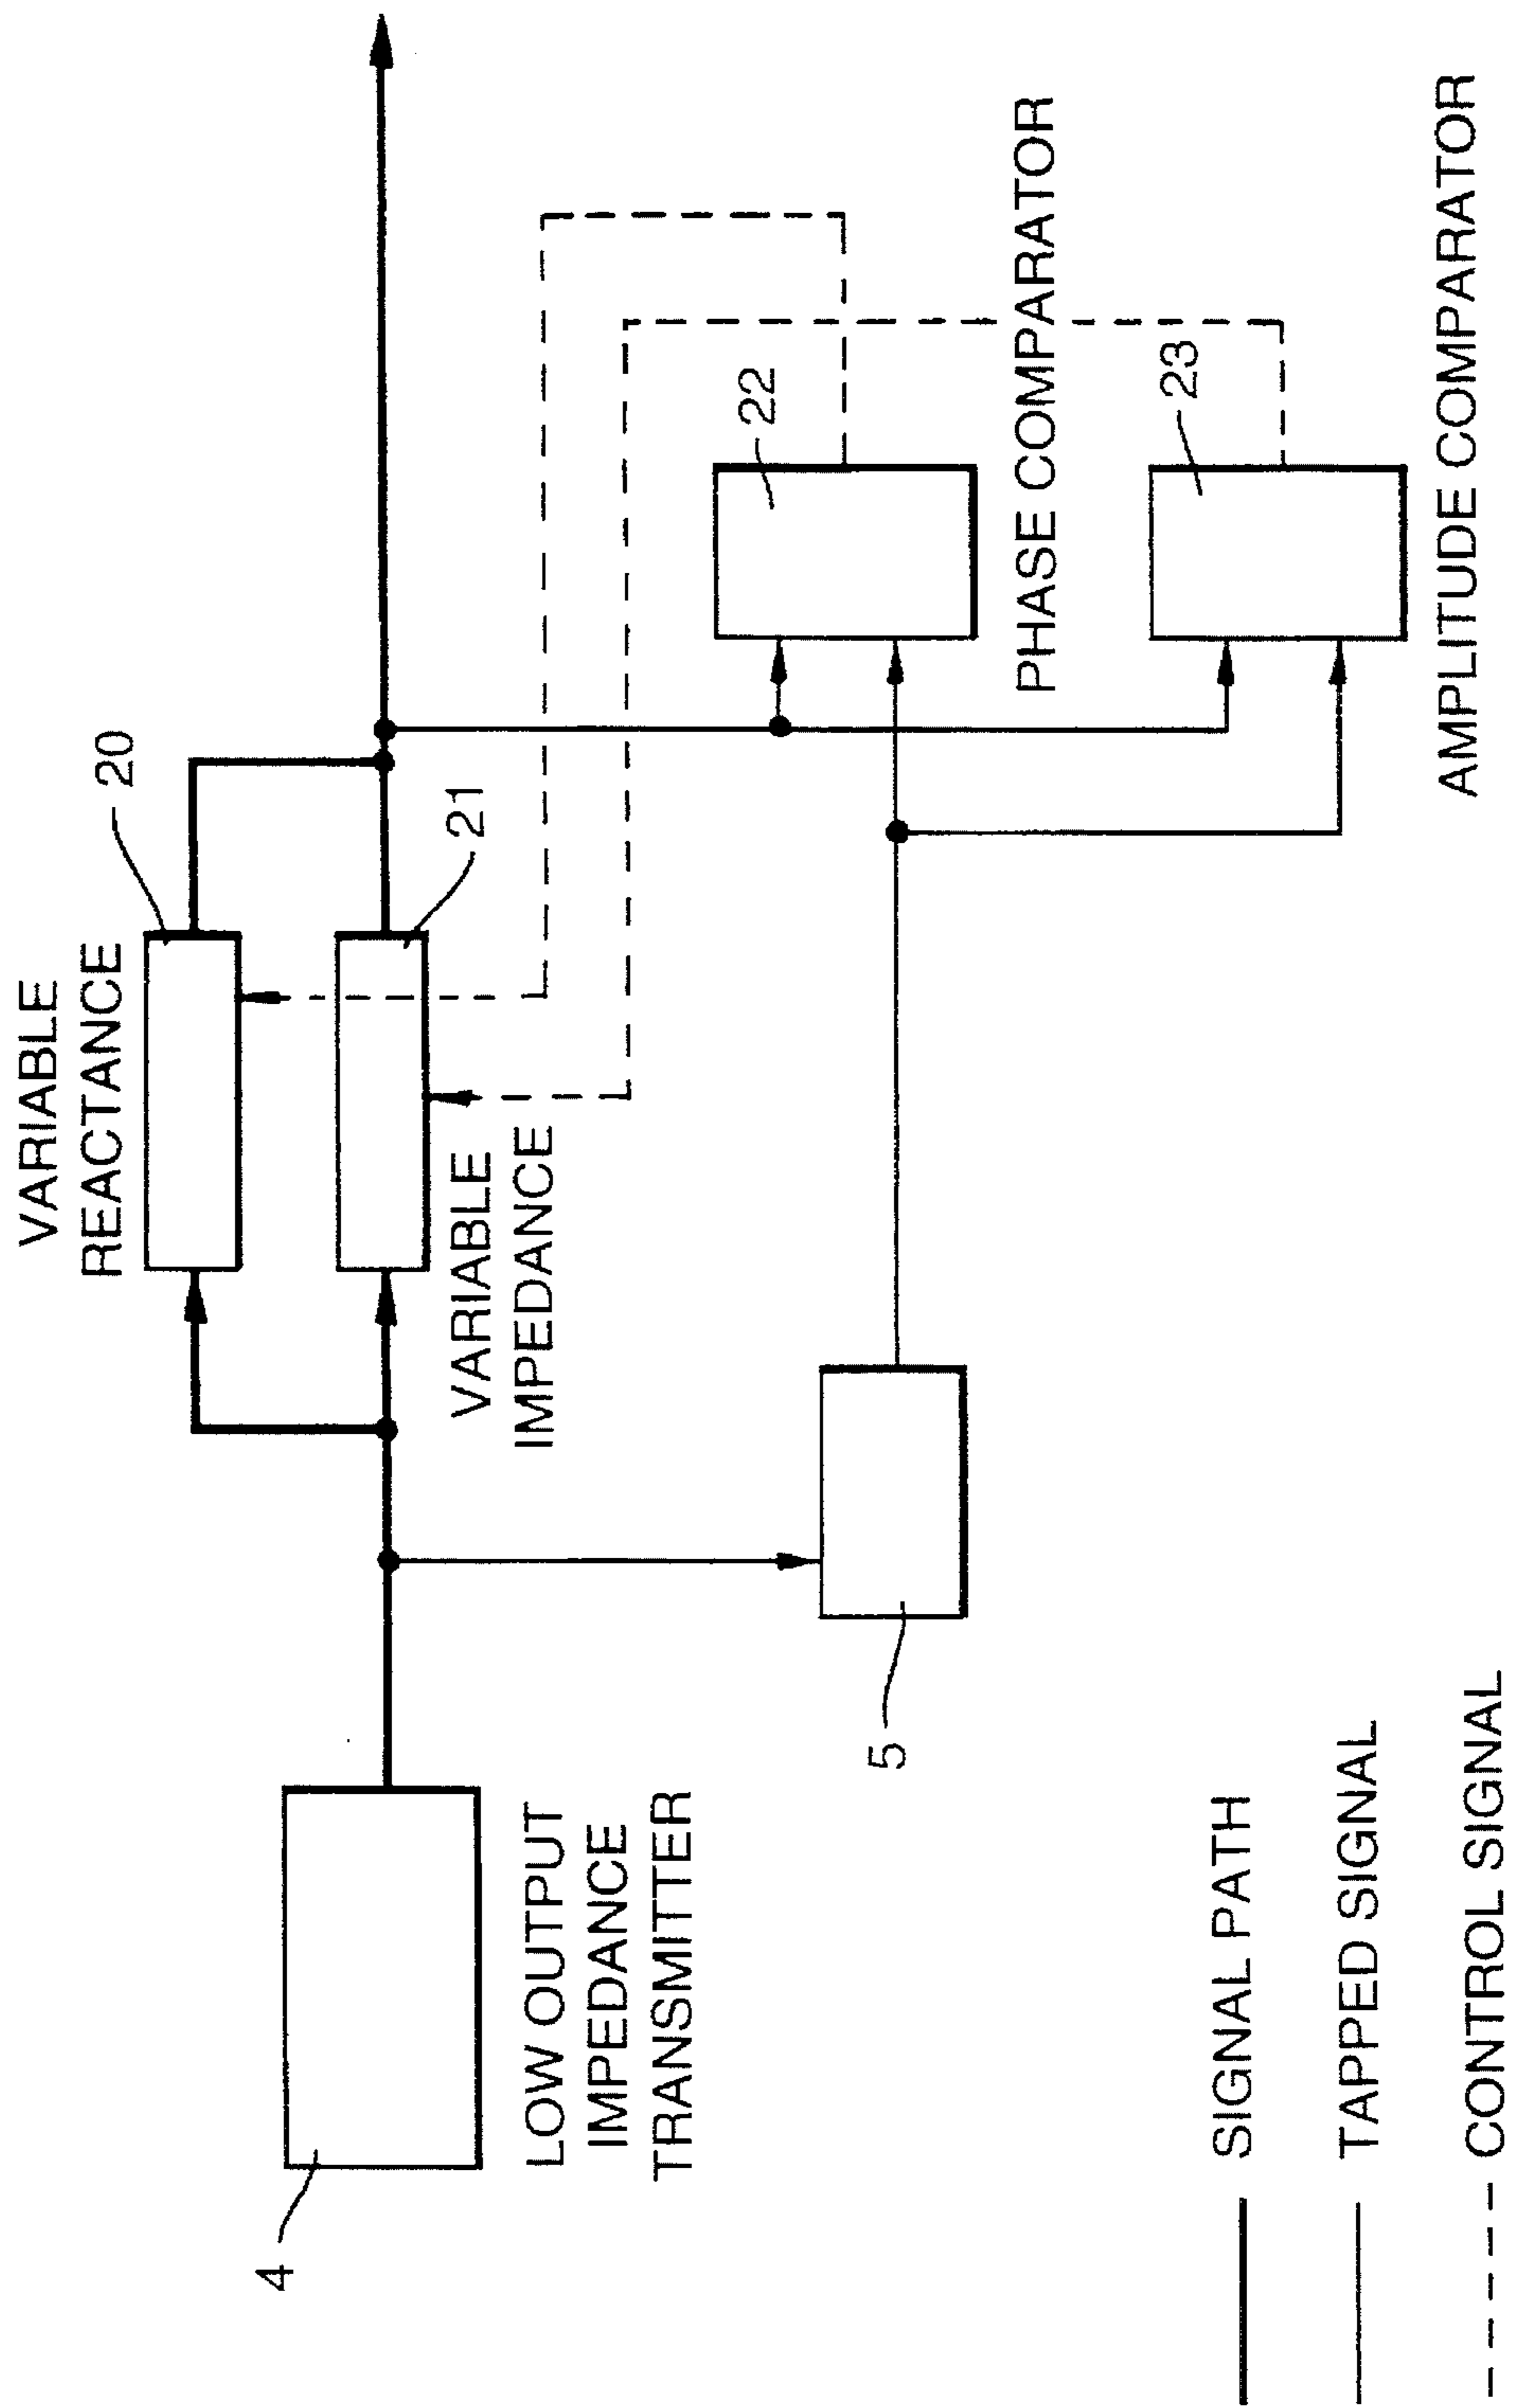 VARIABLE
REACTANCE
20
21
VARIABLE
IMPEDANCE
4
LOW OUTPUT
IMPEDANCE
TRANSMITTER
5
22
PHASE COMPARATOR
23
AMPLITUDE COMPARATOR
SIGNAL PATH
TAPPED SIGNAL
CONTROL SIGNAL